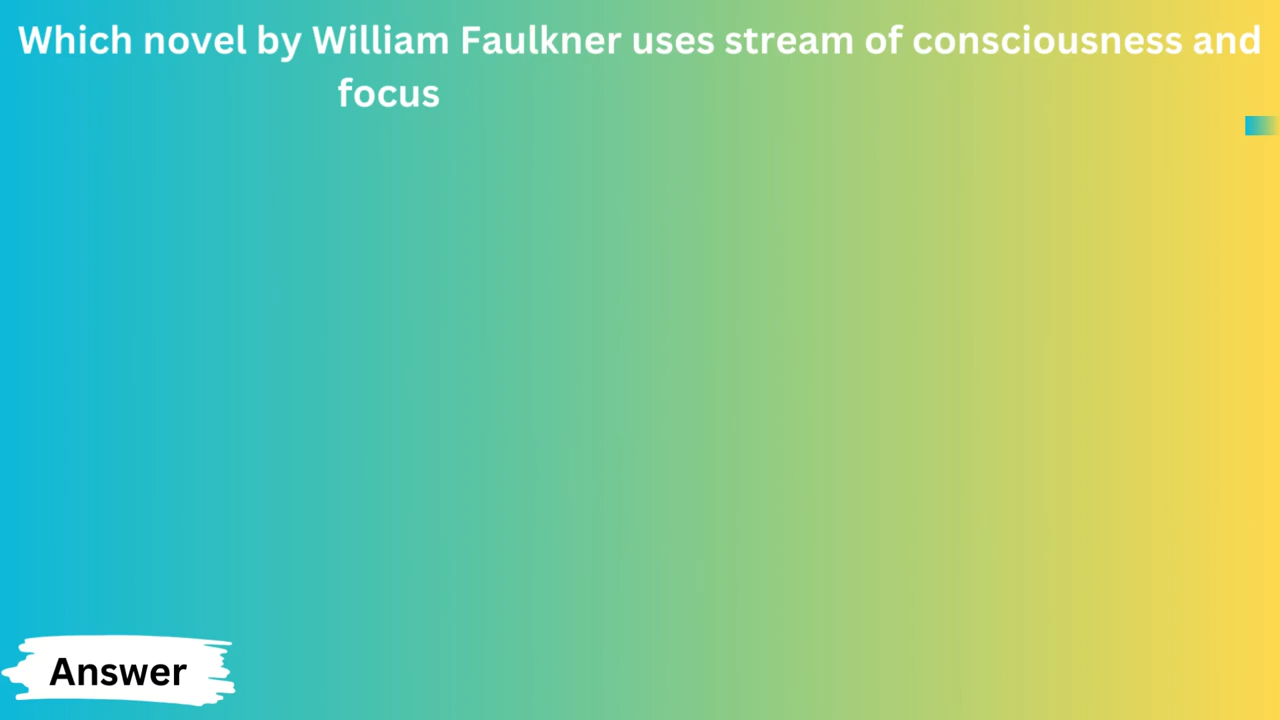 Which novel by William Faulkner uses stream of consciousness and
focus
Answer